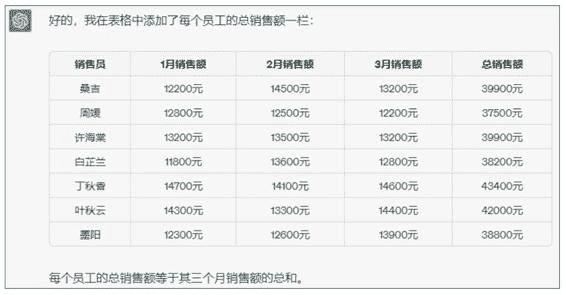 好的，我在表格中添加了每个员工的总销售额一栏：
销售员 1月销售额 2月销售额 3月销售额 总销售额
桑吉 12200元 14500元 13200元 39900元
周媛 12800元 12500元 12200元 37500元
许海棠 13200元 13500元 13200元 39900元
白芷兰 11800元 13600元 12800元 38200元
丁秋香 14700元 14100元 14600元 43400元
叶秋云 14300元 13300元 14400元 42000元
阳 12300元 12600元 13900元 38800元
每个员工的总销售额等于其三个月销售额的总和。